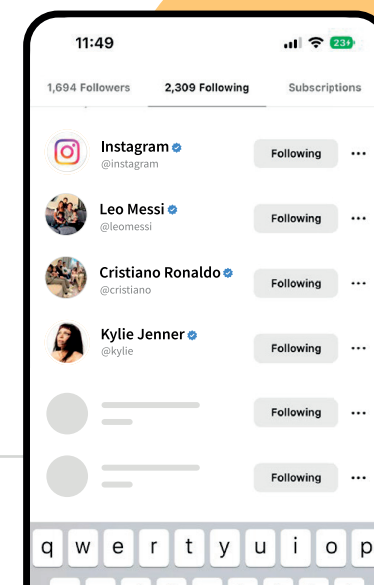 11:49
23
1,694 Followers 2,309 Following Subscriptions
Instagram
@instagram
Following
Leo Messi
@leomessi
Following
Cristiano Ronaldo
@cristiano
Following
Kylie Jenner
@kylie
Following
Following
Following
q w e r t y u i o p